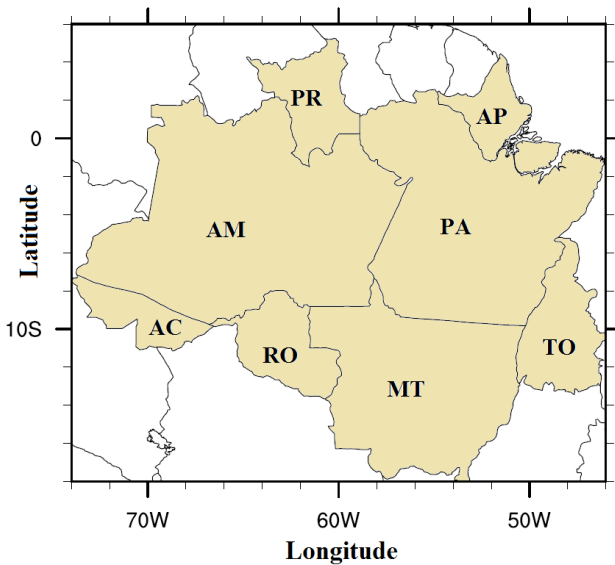 PR
AP
0
Latitude
AM
PA
10S
AC
RO
TO
MT
70W
60W
50W
Longitude